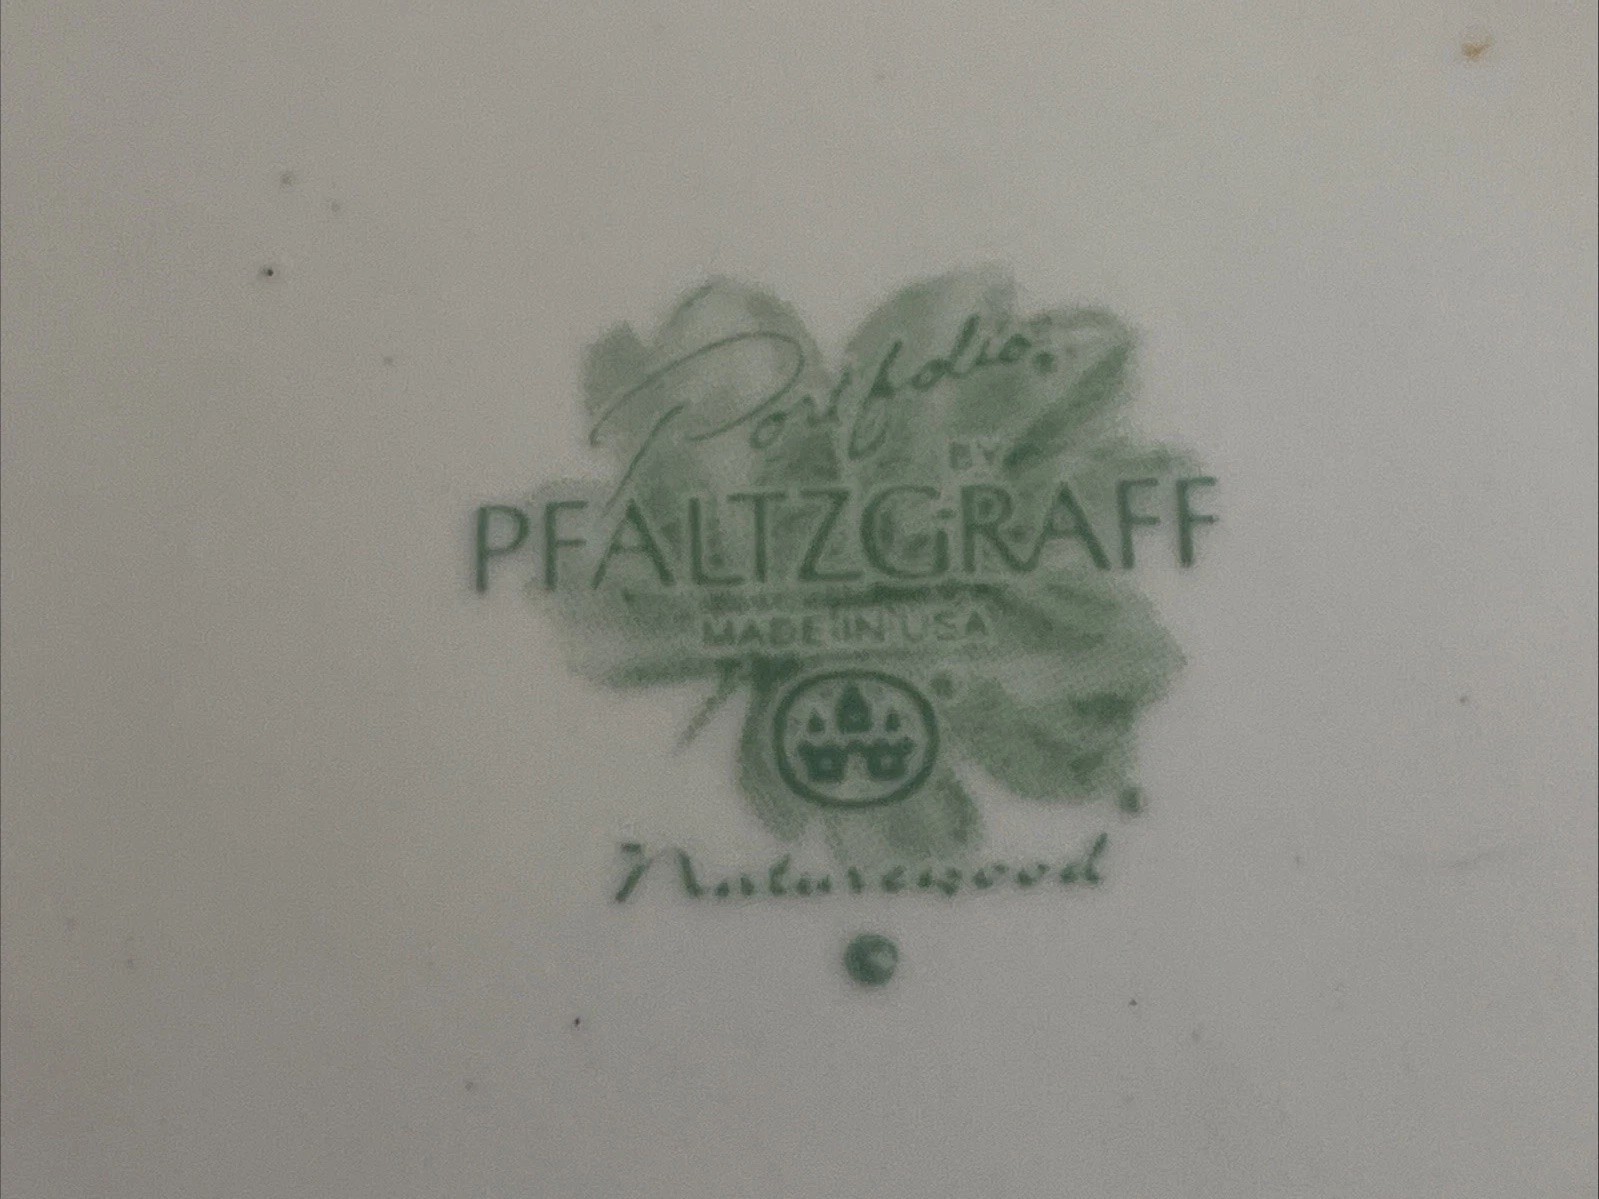 Portfolio®
BY
PFALTZGRAFF
MADE IN USA
®
Naturewood
©